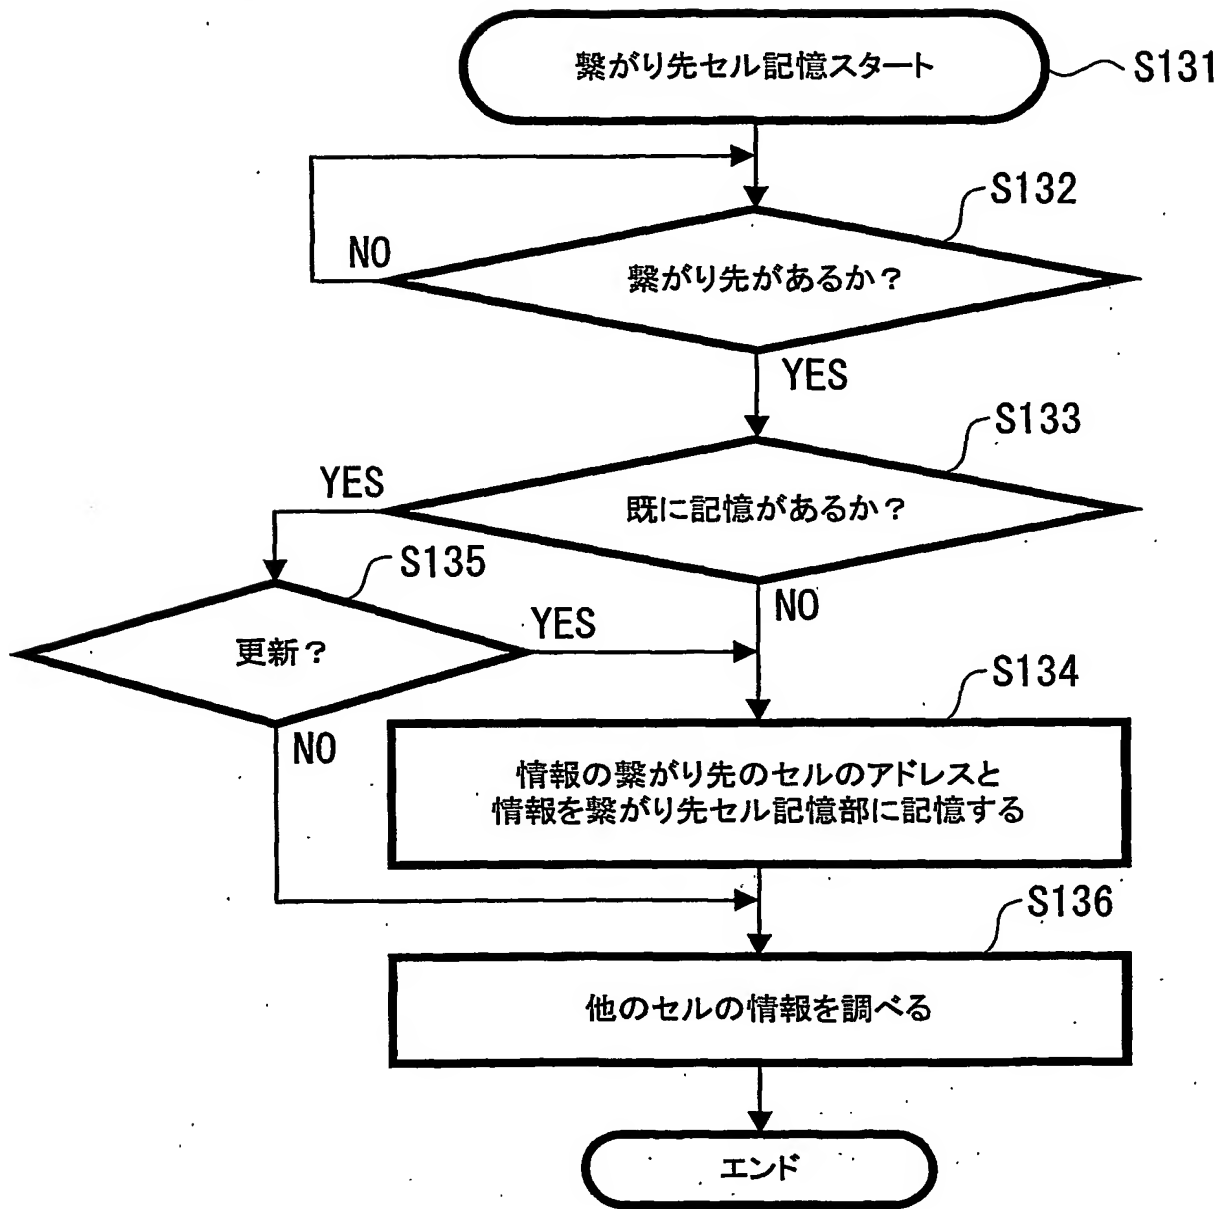 繋がり先セル記憶スタート
S131
S132
NO
繋がり先があるか？
YES
S133
YES
既に記憶があるか？
S135
NO
YES
更新？
S134
NO
情報の繋がり先のセルのアドレスと
情報を繋がり先セル記憶部に記憶する
S136
他のセルの情報を調べる
エンド